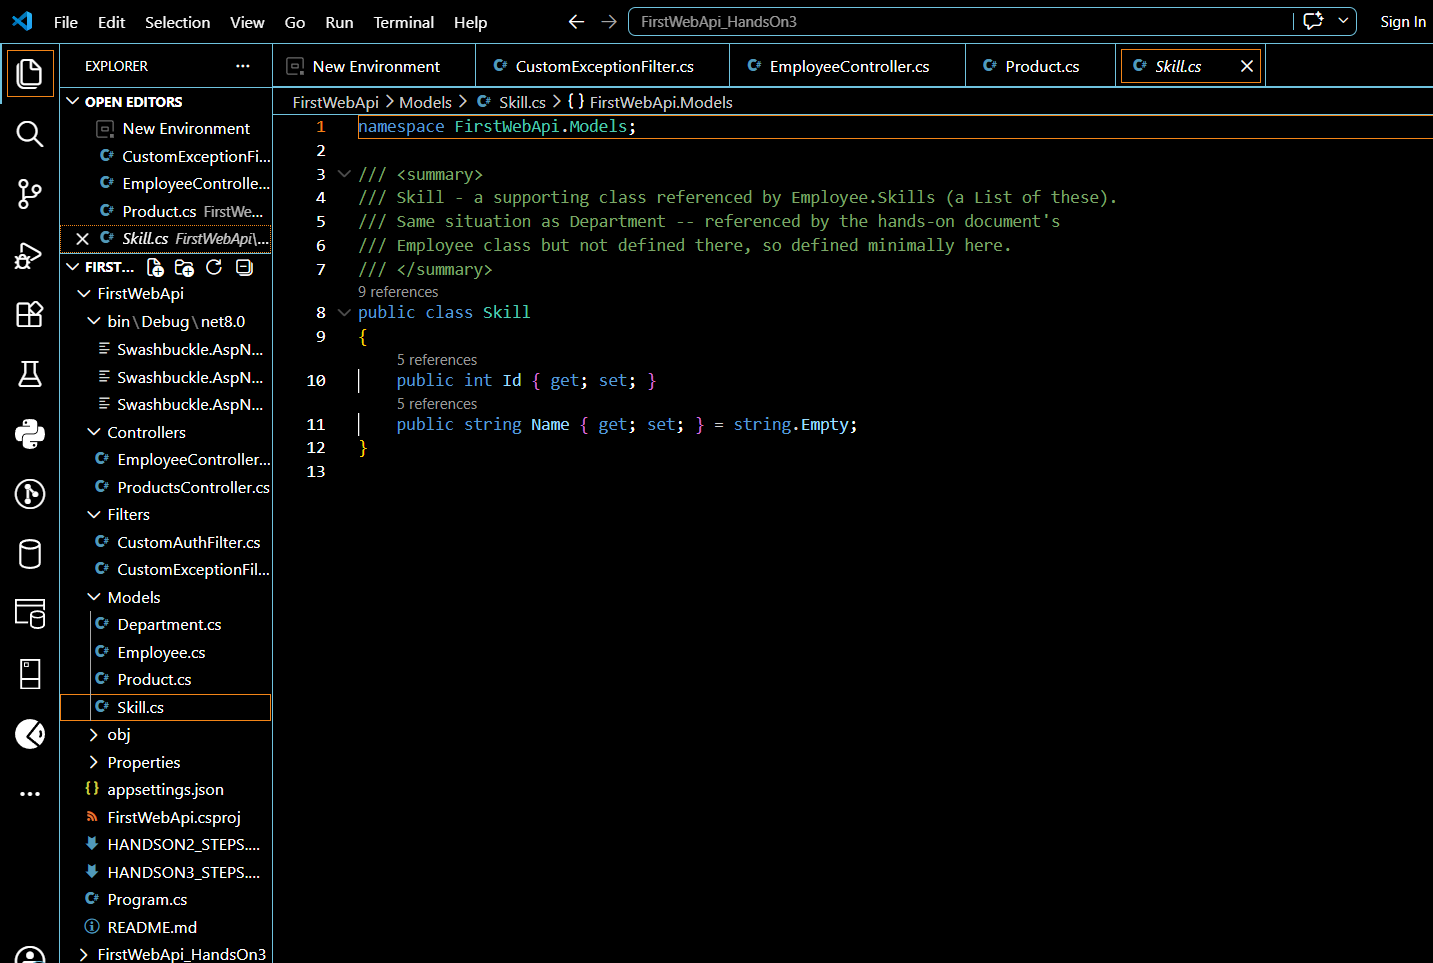 File Edit Selection View Go Run Terminal Help
FirstWebApi_HandsOn3
Sign In
EXPLORER
New Environment
CustomExceptionFilter.cs
EmployeeController.cs
Product.cs
Skill.cs
OPEN EDITORS
New Environment
CustomExceptionFi...
EmployeeControlle...
Product.cs FirstWe...
Skill.cs FirstWebApi\...
FIRST...
FirstWebApi
bin\Debug\net8.0
Swashbuckle.AspN...
Swashbuckle.AspN...
Swashbuckle.AspN...
Controllers
EmployeeController...
ProductsController.cs
Filters
CustomAuthFilter.cs
CustomExceptionFil...
Models
Department.cs
Employee.cs
Product.cs
Skill.cs
obj
Properties
appsettings.json
FirstWebApi.csproj
HANDSON2_STEPS....
HANDSON3_STEPS....
Program.cs
README.md
FirstWebApi_HandsOn3
FirstWebApi > Models > Skill.cs > {} FirstWebApi.Models
1 namespace FirstWebApi.Models;
2
3 /// <summary>
4 /// Skill - a supporting class referenced by Employee.Skills (a List of these).
5 /// Same situation as Department -- referenced by the hands-on document's
6 /// Employee class but not defined there, so defined minimally here.
7 /// </summary>
9 references
8 public class Skill
9 {
5 references
10 public int Id { get; set; }
5 references
11 public string Name { get; set; } = string.Empty;
12 }
13